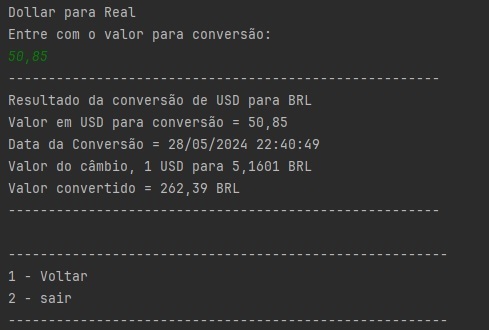 Dollar para Real
Entre com o valor para conversão:
50,85
------------------------------------------------------
Resultado da conversão de USD para BRL
Valor em USD para conversão = 50,85
Data da Conversão = 28/05/2024 22:40:49
Valor do câmbio, 1 USD para 5,1601 BRL
Valor convertido = 262,39 BRL
------------------------------------------------------
-------------------------------------------------------
1 - Voltar
2 - sair
-------------------------------------------------------